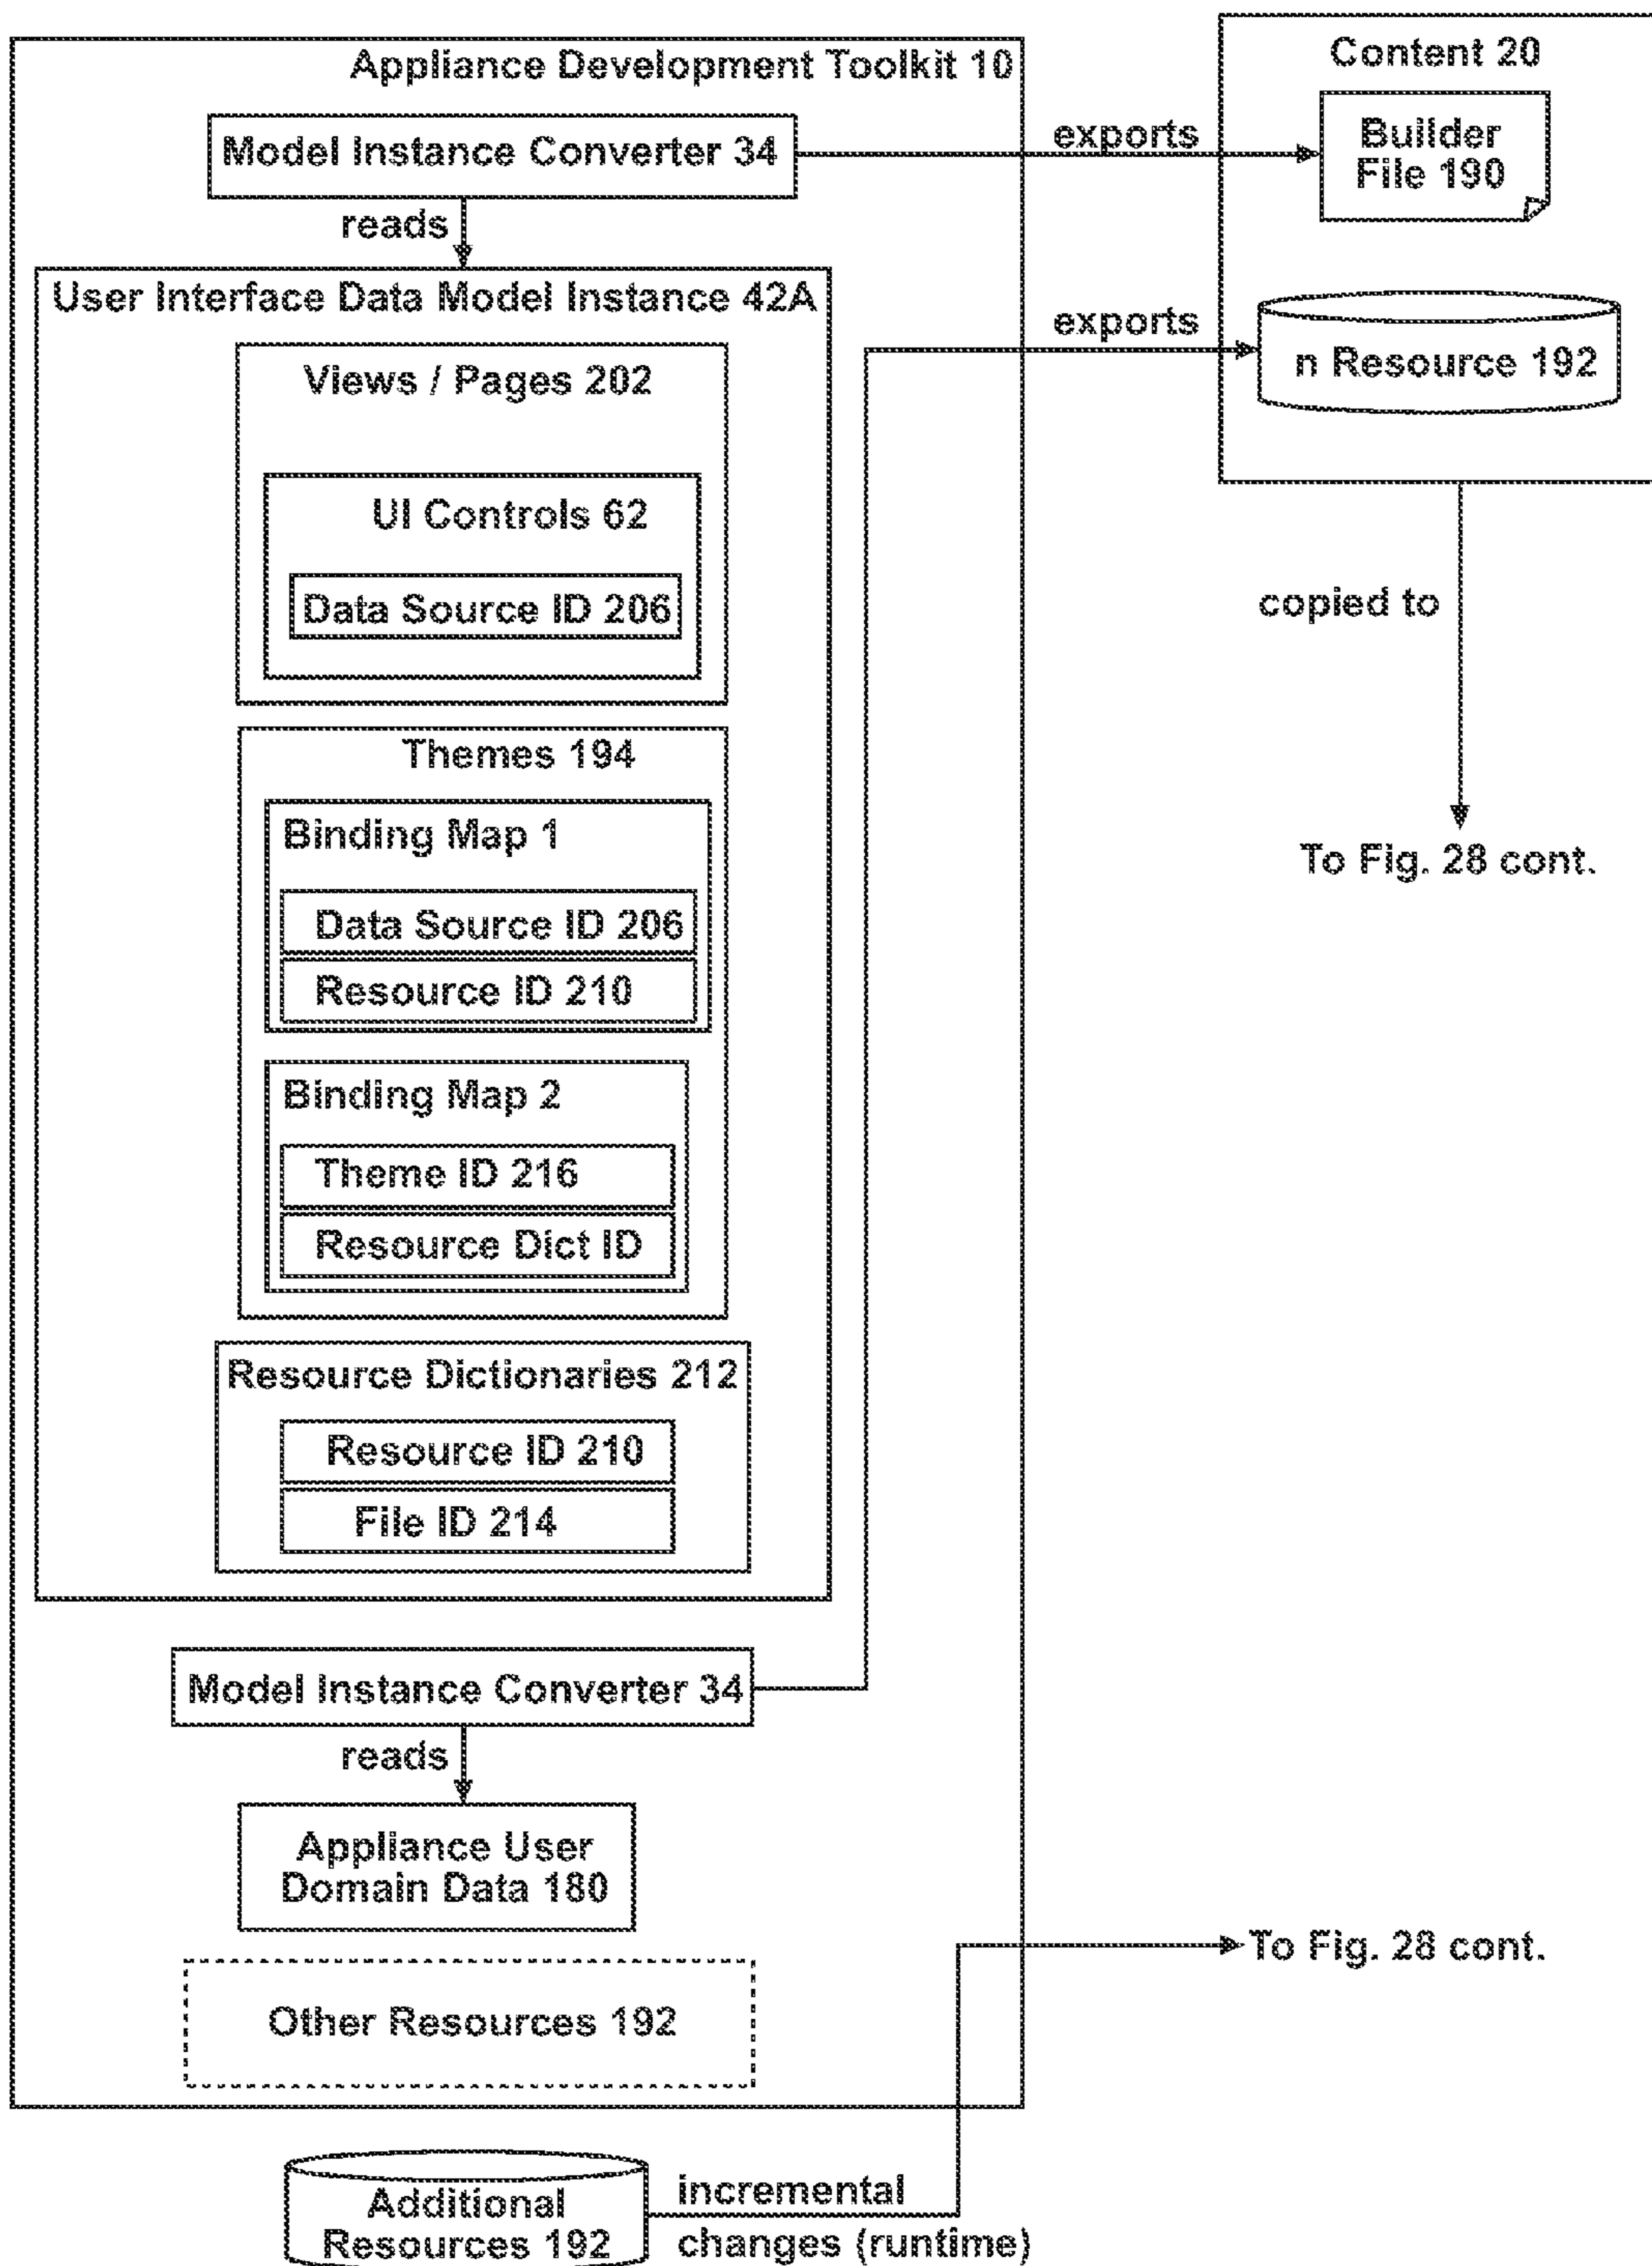 Appliance Development Toolkit 10
Model Instance Converter 34
reads
User Interface Data Model Instance 42A
Views / Pages 202
UI Controls 62
Data Source ID 206
Themes 194
Binding Map 1
Data Source ID 206
Resource ID 210
Binding Map 2
Theme ID 216
Resource Dict ID
Resource Dictionaries 212
Resource ID 210
File ID 214
Model Instance Converter 34
reads
Appliance User
Domain Data 180
Other Resources 192
Additional
Resources 192
incremental
changes (runtime)
exports
exports
Content 20
Builder
File 190
n Resource 192
copied to
To Fig. 28 cont.
To Fig. 28 cont.